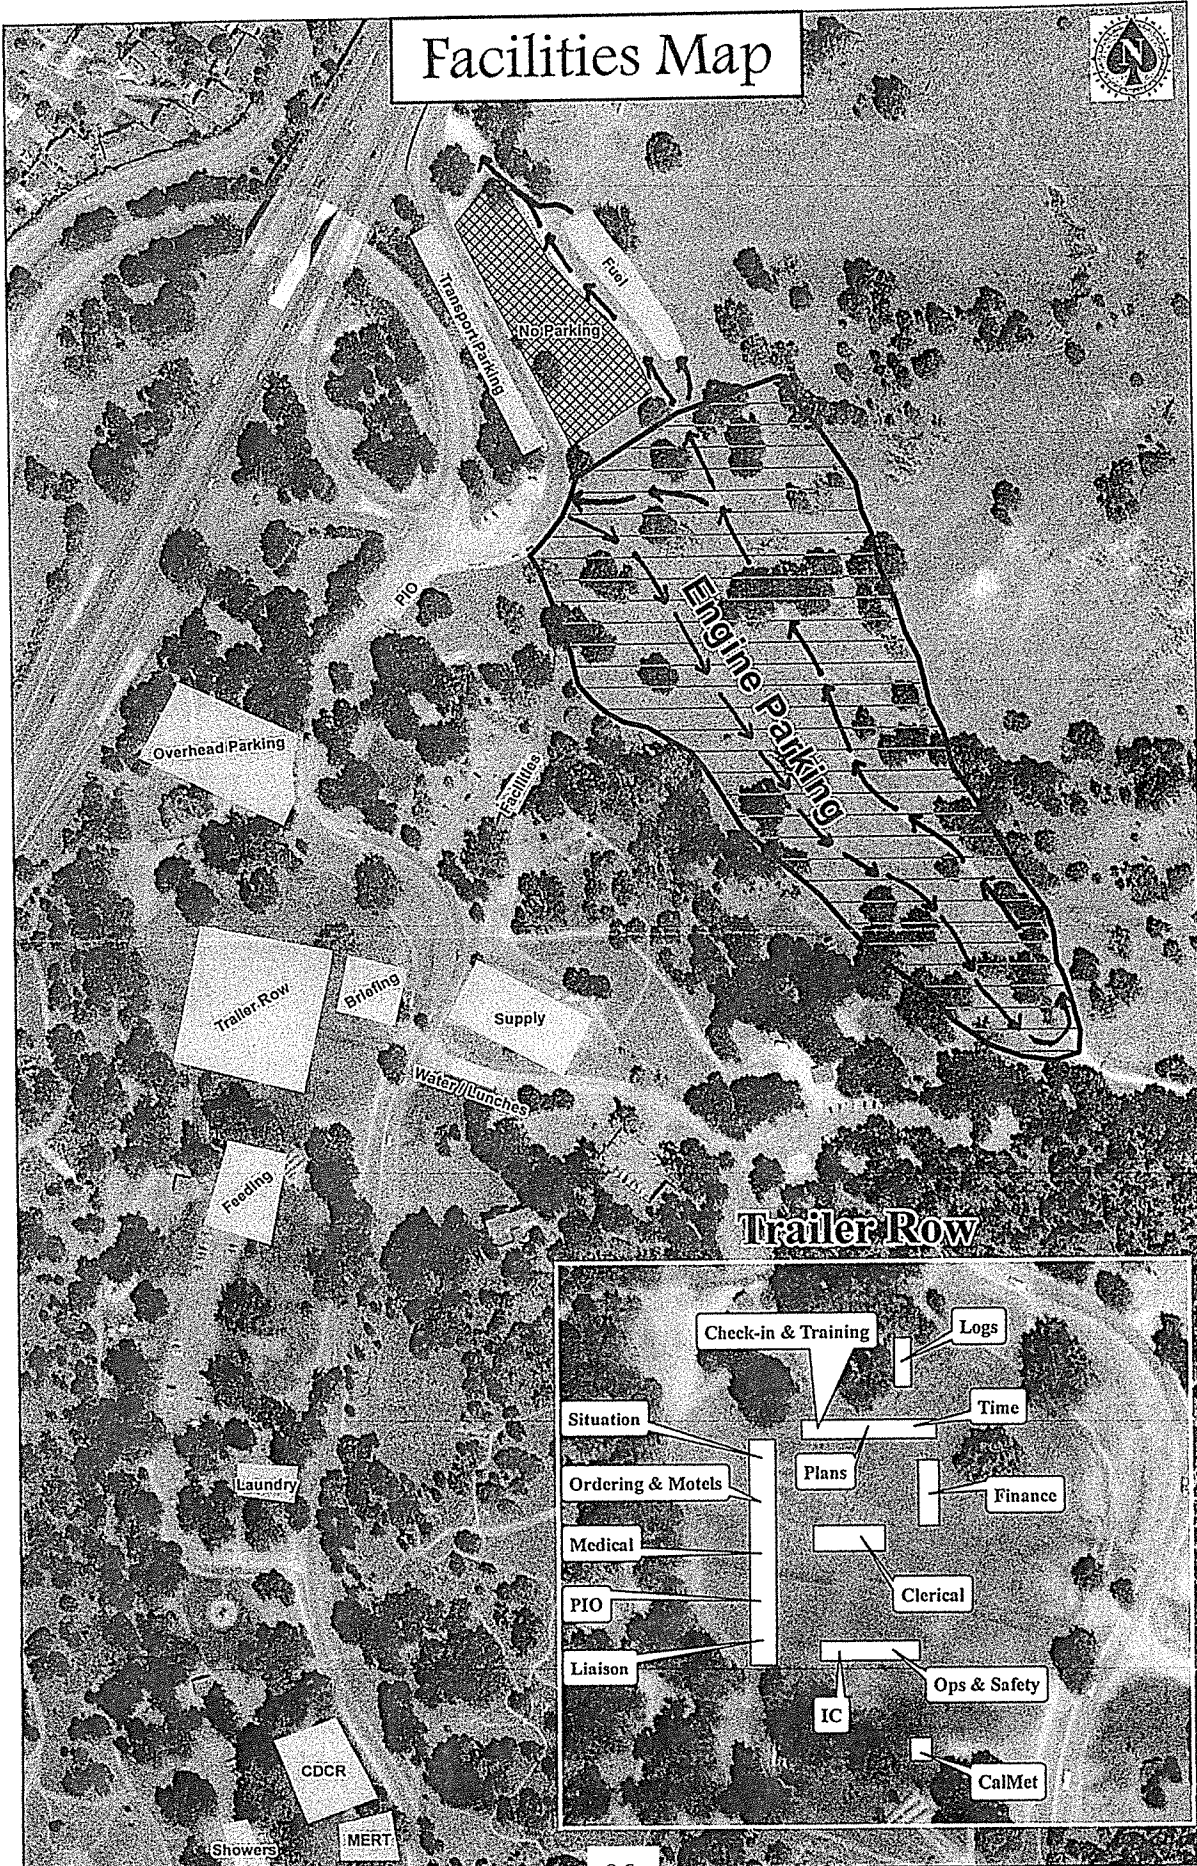 Facilities Map
N
Fuel
Transport Parking
No Parking
PIO
Engine Parking
Overhead Parking
Facilities
Trailer Row
Briefing
Supply
Water / Lunches
Feeding
Trailer Row
Check-in & Training
Logs
Situation
Time
Ordering & Motels
Plans
Finance
Medical
Clerical
PIO
Liaison
Ops & Safety
IC
CalMet
Laundry
CDCR
MERT
Showers